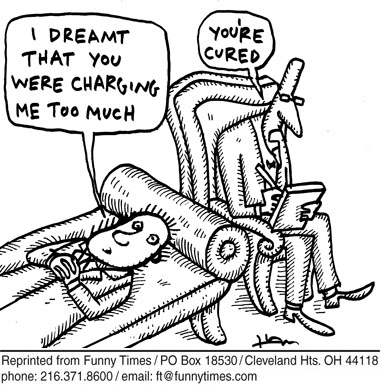 I DREAMT
THAT YOU
WERE CHARGING
ME TOO MUCH
YOU'RE
CURED
Reprinted from Funny Times / PO Box 18530 / Cleveland Hts. OH 44118
phone: 216.371.8600 / email: ft@funnytimes.com